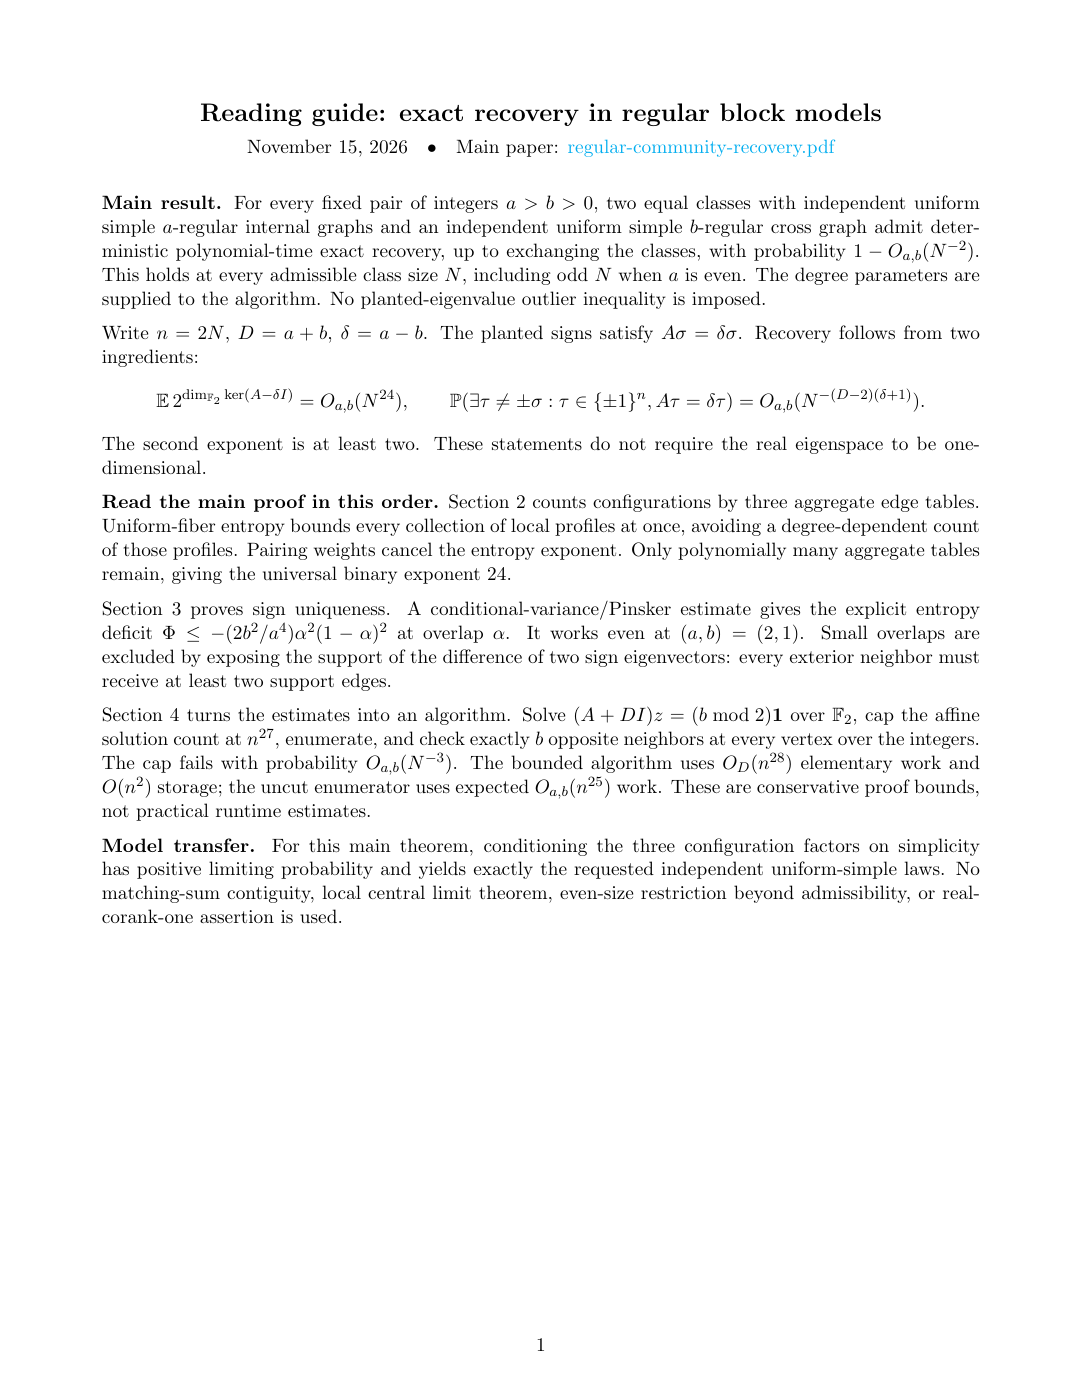 Reading guide: exact recovery in regular block models
November 15, 2026 • Main paper: regular-community-recovery.pdf
Main result. For every fixed pair of integers a > b > 0, two equal classes with independent uniform
simple a-regular internal graphs and an independent uniform simple b-regular cross graph admit deter-
ministic polynomial-time exact recovery, up to exchanging the classes, with probability 1 − O_{a,b}(N^{−2}).
This holds at every admissible class size N, including odd N when a is even. The degree parameters are
supplied to the algorithm. No planted-eigenvalue outlier inequality is imposed.
Write n = 2N, D = a + b, δ = a − b. The planted signs satisfy Aσ = δσ. Recovery follows from two
ingredients:
𝔼 2^{dim_{𝔽_2} ker(A−δI)} = O_{a,b}(N^{24}), ℙ(∃τ ≠ ±σ : τ ∈ {±1}^n, Aτ = δτ) = O_{a,b}(N^{−(D−2)(δ+1)}).
The second exponent is at least two. These statements do not require the real eigenspace to be one-
dimensional.
Read the main proof in this order. Section 2 counts configurations by three aggregate edge tables.
Uniform-fiber entropy bounds every collection of local profiles at once, avoiding a degree-dependent count
of those profiles. Pairing weights cancel the entropy exponent. Only polynomially many aggregate tables
remain, giving the universal binary exponent 24.
Section 3 proves sign uniqueness. A conditional-variance/Pinsker estimate gives the explicit entropy
deficit Φ ≤ −(2b^2/a^4)α^2(1 − α)^2 at overlap α. It works even at (a, b) = (2, 1). Small overlaps are
excluded by exposing the support of the difference of two sign eigenvectors: every exterior neighbor must
receive at least two support edges.
Section 4 turns the estimates into an algorithm. Solve (A + DI)z = (b mod 2)𝟏 over 𝔽_2, cap the affine
solution count at n^{27}, enumerate, and check exactly b opposite neighbors at every vertex over the integers.
The cap fails with probability O_{a,b}(N^{−3}). The bounded algorithm uses O_D(n^{28}) elementary work and
O(n^2) storage; the uncut enumerator uses expected O_{a,b}(n^{25}) work. These are conservative proof bounds,
not practical runtime estimates.
Model transfer. For this main theorem, conditioning the three configuration factors on simplicity
has positive limiting probability and yields exactly the requested independent uniform-simple laws. No
matching-sum contiguity, local central limit theorem, even-size restriction beyond admissibility, or real-
corank-one assertion is used.
1